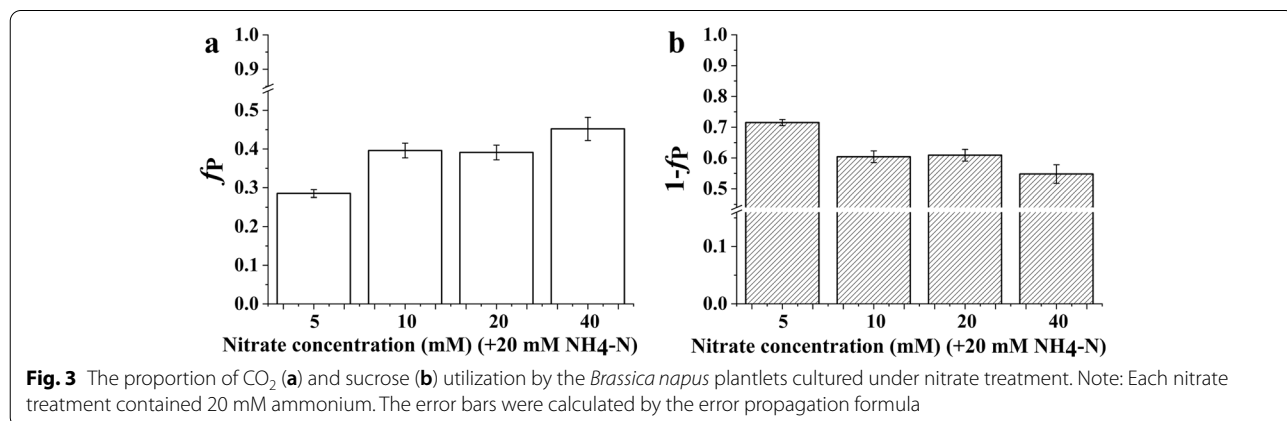 a
1.0
0.9
0.5
0.4
0.3
0.2
0.1
0.0
fP
5 10 20 40
Nitrate concentration (mM) (+20 mM NH4-N)
b
1.0
0.9
0.8
0.7
0.6
0.5
0.1
0.0
1-fP
5 10 20 40
Nitrate concentration (mM) (+20 mM NH4-N)
Fig. 3 The proportion of CO₂ (a) and sucrose (b) utilization by the Brassica napus plantlets cultured under nitrate treatment. Note: Each nitrate
treatment contained 20 mM ammonium. The error bars were calculated by the error propagation formula